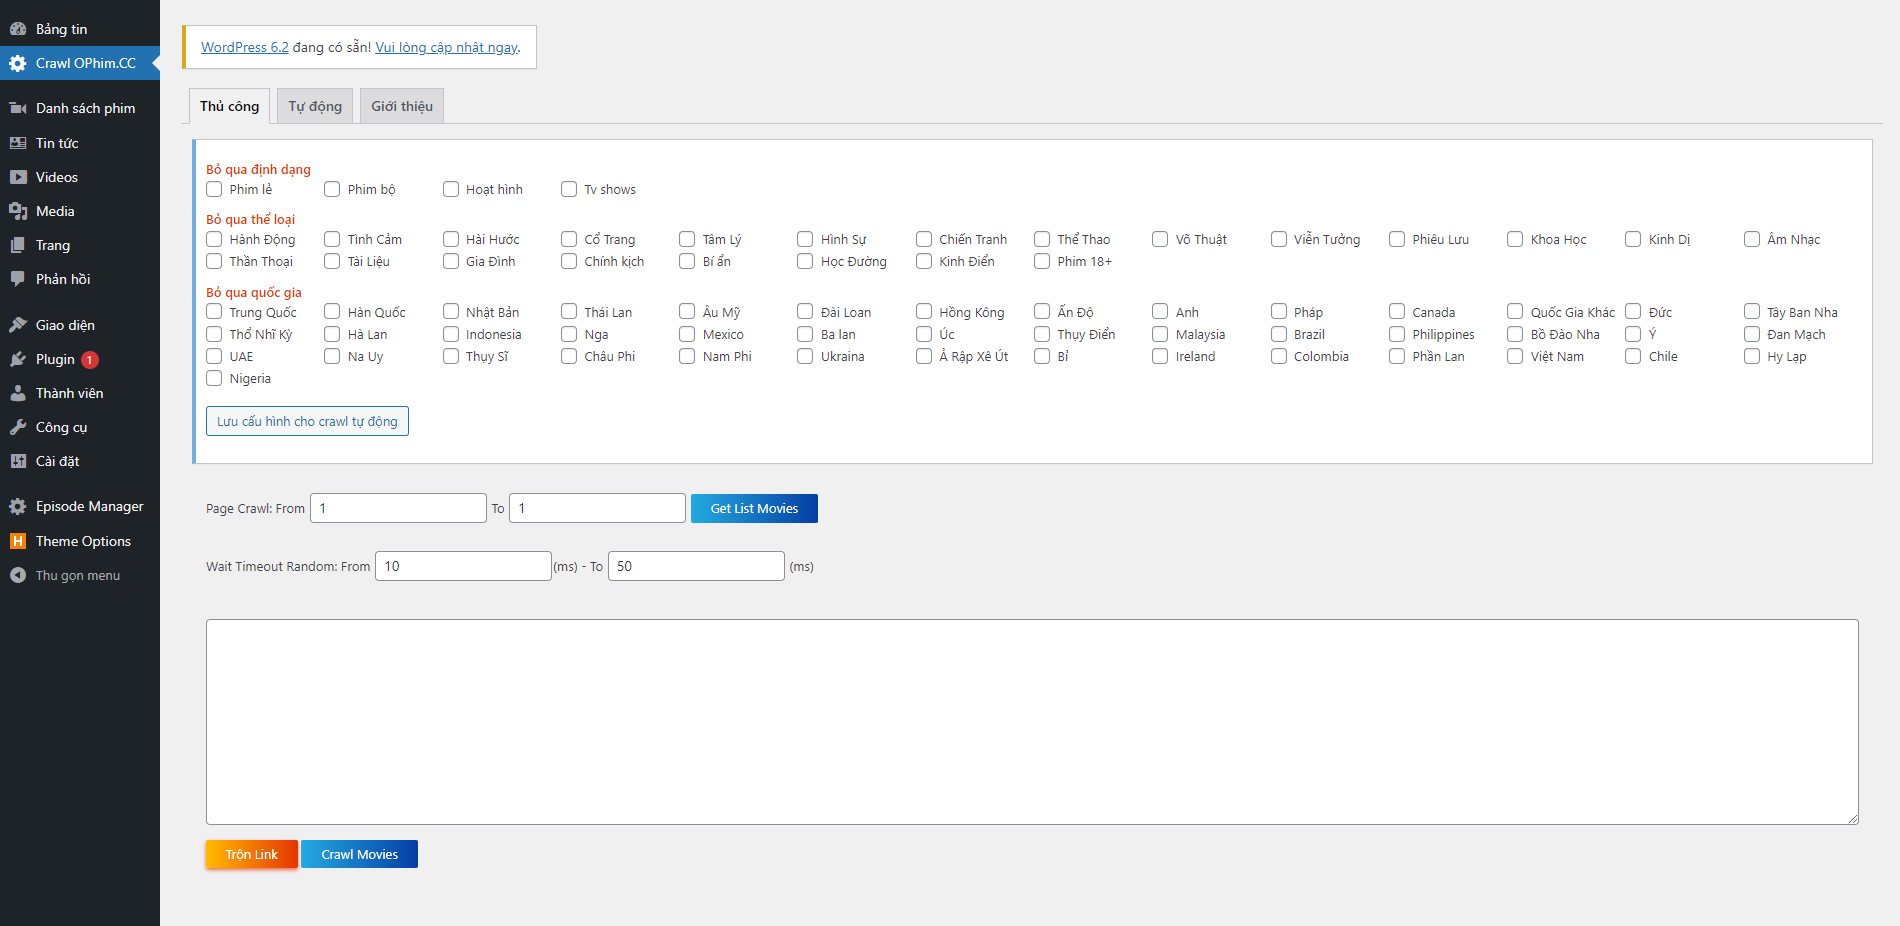 Bảng tin
Crawl OPhim.CC
Danh sách phim
Tin tức
Videos
Media
Trang
Phản hồi
Giao diện
Plugin 1
Thành viên
Công cụ
Cài đặt
Episode Manager
H Theme Options
Thu gọn menu
WordPress 6.2 đang có sẵn! Vui lòng cập nhật ngay.
Thủ công Tự động Giới thiệu
Bỏ qua định dạng
Phim lẻ Phim bộ Hoạt hình Tv shows
Bỏ qua thể loại
Hành Động Tình Cảm Hài Hước Cổ Trang Tâm Lý Hình Sự Chiến Tranh Thể Thao Võ Thuật Viễn Tưởng Phiêu Lưu Khoa Học Kinh Dị Âm Nhạc
Thần Thoại Tài Liệu Gia Đình Chính kịch Bí ẩn Học Đường Kinh Điển Phim 18+
Bỏ qua quốc gia
Trung Quốc Hàn Quốc Nhật Bản Thái Lan Âu Mỹ Đài Loan Hồng Kông Ấn Độ Anh Pháp Canada Quốc Gia Khác Đức Tây Ban Nha
Thổ Nhĩ Kỳ Hà Lan Indonesia Nga Mexico Ba lan Úc Thụy Điển Malaysia Brazil Philippines Bồ Đào Nha Ý Đan Mạch
UAE Na Uy Thụy Sĩ Châu Phi Nam Phi Ukraina Ả Rập Xê Út Bỉ Ireland Colombia Phần Lan Việt Nam Chile Hy Lạp
Nigeria
Lưu cấu hình cho crawl tự động
Page Crawl: From 1 To 1 Get List Movies
Wait Timeout Random: From 10 (ms) - To 50 (ms)
Trộn Link Crawl Movies